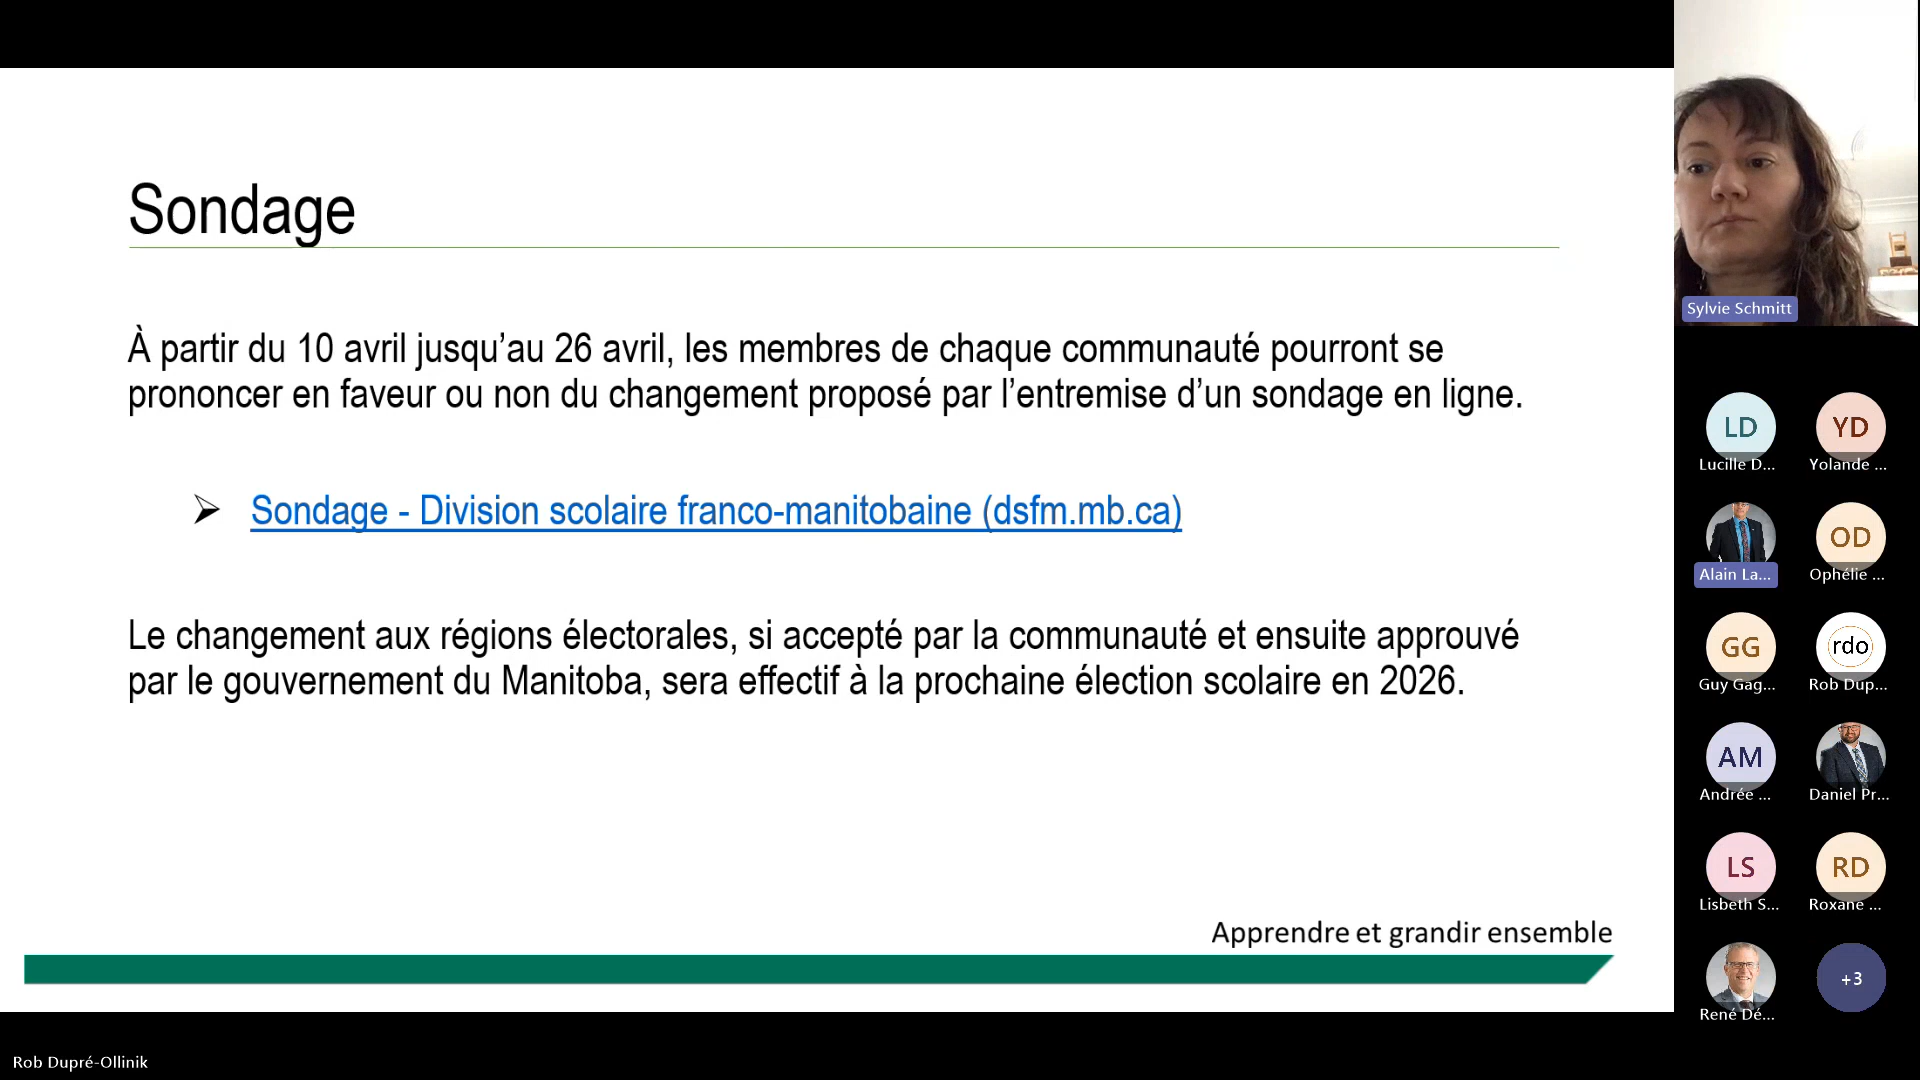 Sondage
À partir du 10 avril jusqu’au 26 avril, les membres de chaque communauté pourront se
prononcer en faveur ou non du changement proposé par l’entremise d’un sondage en ligne.
Sondage - Division scolaire franco-manitobaine (dsfm.mb.ca)
Le changement aux régions électorales, si accepté par la communauté et ensuite approuvé
par le gouvernement du Manitoba, sera effectif à la prochaine élection scolaire en 2026.
Apprendre et grandir ensemble
Rob Dupré-Ollinik
Sylvie Schmitt
LD
YD
Lucille D...
Yolande ...
OD
Alain La...
Ophélie ...
GG
rdo
Guy Gag...
Rob Dup...
AM
Andrée ...
Daniel Pr...
LS
RD
Lisbeth S...
Roxane ...
+3
René Dé...